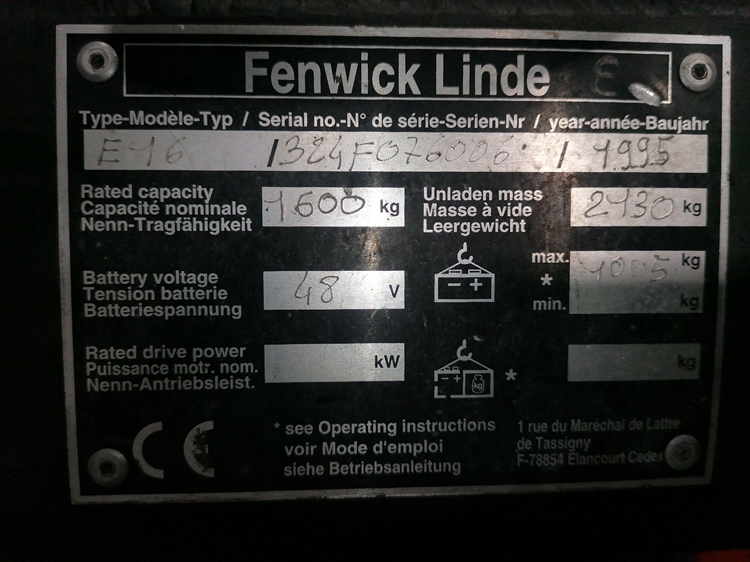 Fenwick Linde E
Type-Modèle-Typ / Serial no.-N° de série-Serien-Nr / year-année-Baujahr
E16 / 324F076006 / 1995
Rated capacity
Capacité nominale
Nenn-Tragfähigkeit
1600 kg
Unladen mass
Masse à vide
Leergewicht
2430 kg
Battery voltage
Tension batterie
Batteriespannung
48 V
- +
max. kg
*
min. kg
Rated drive power
Puissance motr. nom.
Nenn-Antriebsleist.
kW
- + kg
* kg
CE
* see Operating instructions
voir Mode d'emploi
siehe Betriebsanleitung
1 rue du Maréchal de Lattre
de Tassigny
F-78854 Elancourt Cedex